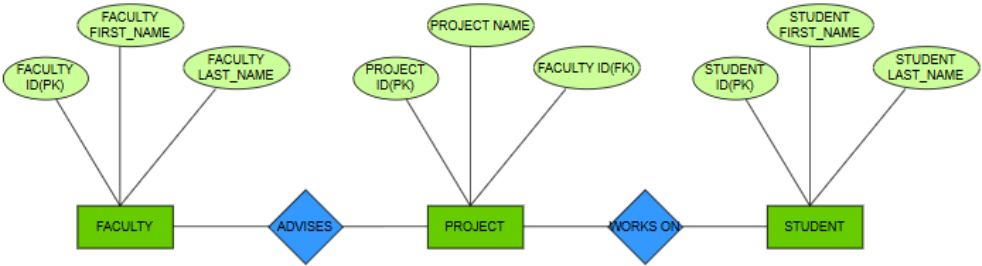 FACULTY
FIRST_NAME
FACULTY
LAST_NAME
FACULTY
ID(PK)
PROJECT NAME
PROJECT
ID(PK)
FACULTY ID(FK)
STUDENT
FIRST_NAME
STUDENT
ID(PK)
STUDENT
LAST_NAME
FACULTY
ADVISES
PROJECT
WORKS ON
STUDENT